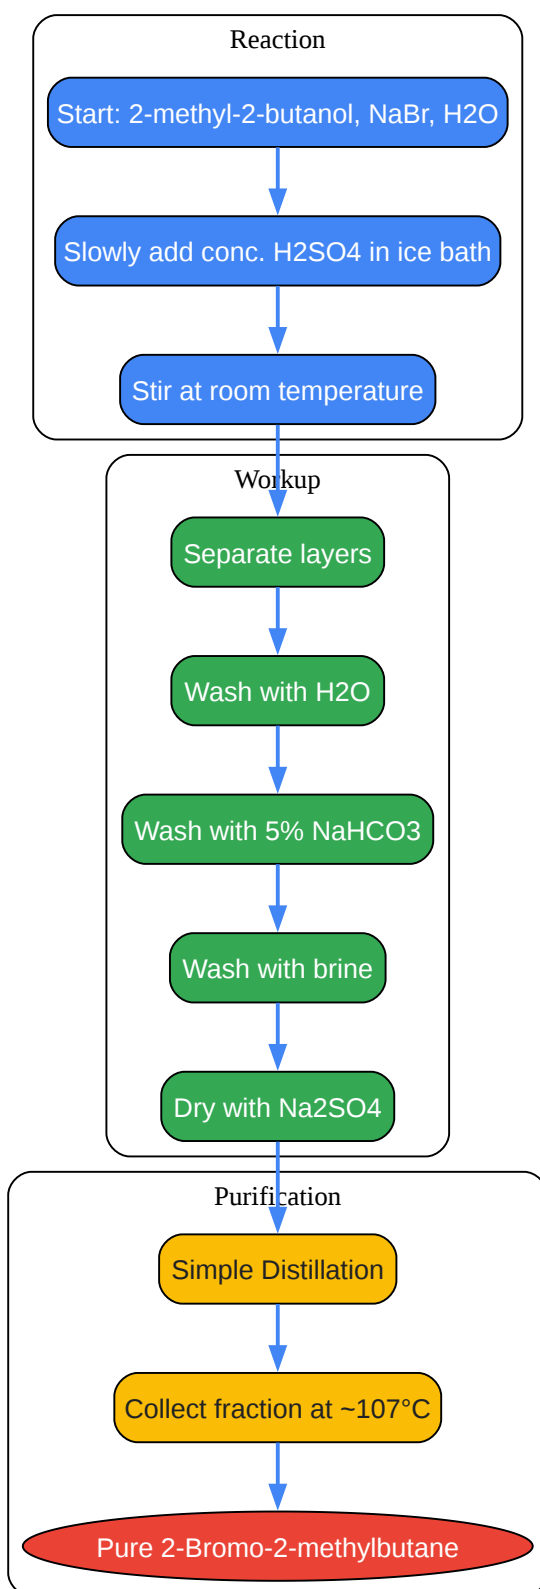 Reaction
Start: 2-methyl-2-butanol, NaBr, H2O
Slowly add conc. H2SO4 in ice bath
Stir at room temperature
Workup
Separate layers
Wash with H2O
Wash with 5% NaHCO3
Wash with brine
Dry with Na2SO4
Purification
Simple Distillation
Collect fraction at ~107°C
Pure 2-Bromo-2-methylbutane